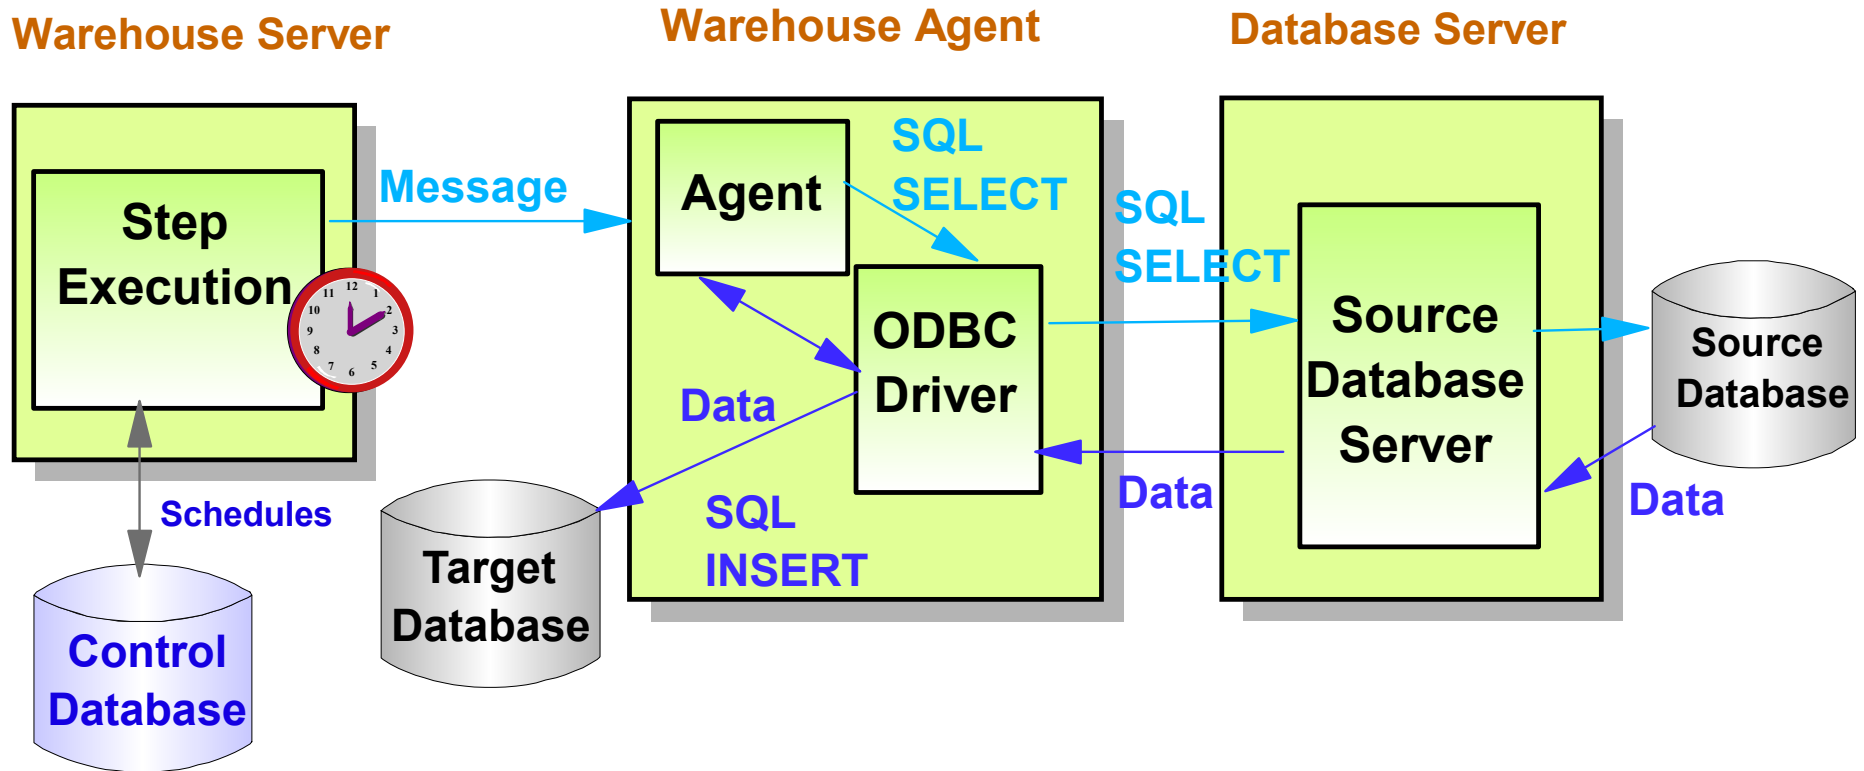 Warehouse Server
Warehouse Agent
Database Server
Step
Execution
12
1
2
3
4
5
6
7
8
9
10
11
Message
Schedules
Control
Database
Agent
SQL
SELECT
ODBC
Driver
Data
SQL
INSERT
Target
Database
SQL
SELECT
Data
Source
Database
Server
Source
Database
Data